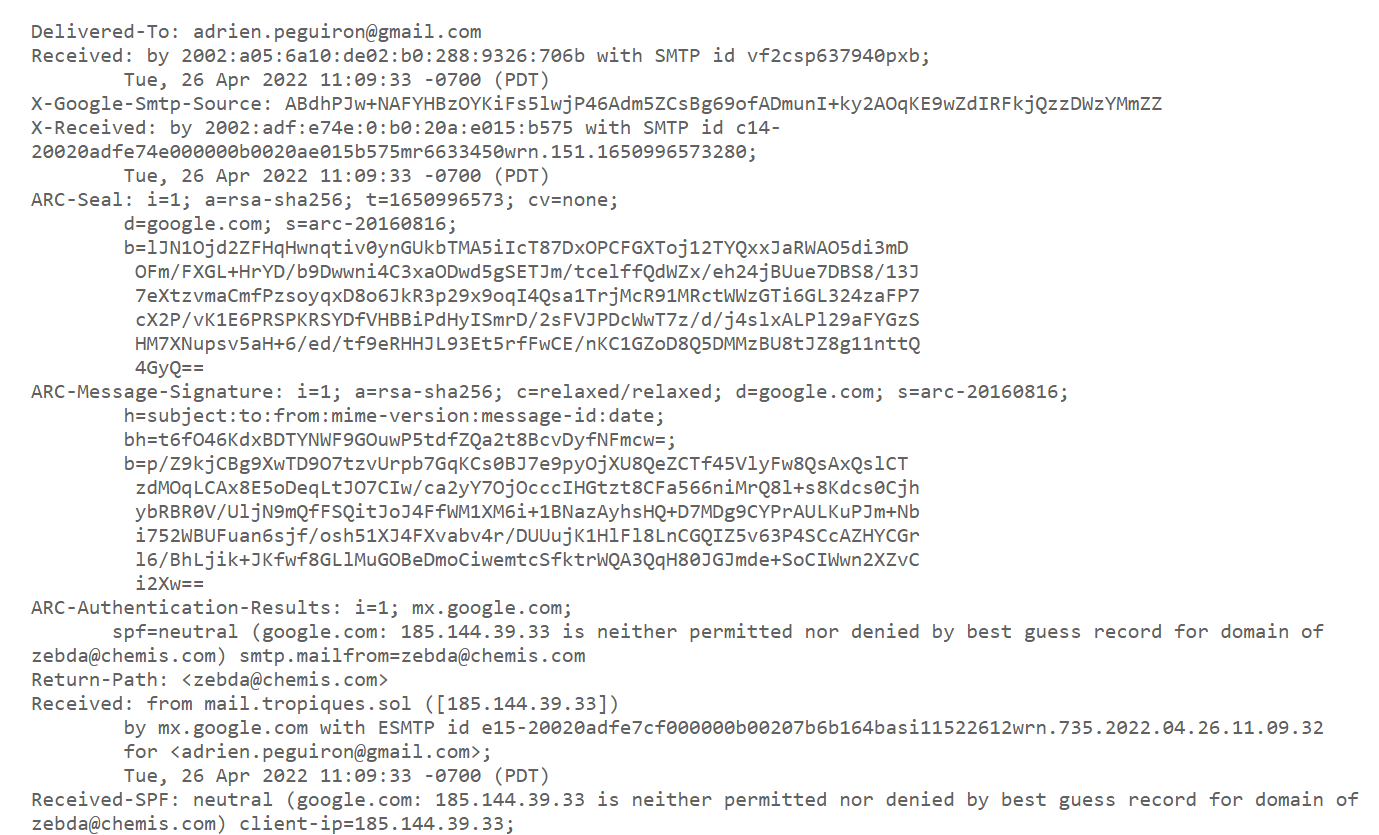 Delivered-To: adrien.peguiron@gmail.com
Received: by 2002:a05:6a10:de02:b0:288:9326:706b with SMTP id vf2csp637940pxb;
Tue, 26 Apr 2022 11:09:33 -0700 (PDT)
X-Google-Smtp-Source: ABdhPJw+NAFYHBzOYKiFs5lwjP46Adm5ZCsBg69ofADmunI+ky2AOqKE9wZdIRFkjQzzDWzYMmZZ
X-Received: by 2002:adf:e74e:0:b0:20a:e015:b575 with SMTP id c14-
20020adfe74e000000b0020ae015b575mr6633450wrn.151.1650996573280;
Tue, 26 Apr 2022 11:09:33 -0700 (PDT)
ARC-Seal: i=1; a=rsa-sha256; t=1650996573; cv=none;
d=google.com; s=arc-20160816;
b=lJN1Ojd2ZFHqHwnqtiv0ynGUkbTMA5iIcT87DxOPCFGXToj12TYQxxJaRWAO5di3mD
OFm/FXGL+HrYD/b9Dwwni4C3xaODwd5gSETJm/tcelffQdWZx/eh24jBUue7DBS8/13J
7eXtzvmaCmfPzsoyqxD8o6JkR3p29x9oqI4Qsa1TrjMcR91MRctWWzGTi6GL324zaFP7
cX2P/vK1E6PRSPKRSYDfVHBBiPdHyISmrD/2sFVJPDcWwT7z/d/j4slxALPl29aFYGzS
HM7XNupsv5aH+6/ed/tf9eRHHJL93Et5rfFwCE/nKC1GZoD8Q5DMMzBU8tJZ8g11nttQ
4GyQ==
ARC-Message-Signature: i=1; a=rsa-sha256; c=relaxed/relaxed; d=google.com; s=arc-20160816;
h=subject:to:from:mime-version:message-id:date;
bh=t6fO46KdxBDTYNWF9GOuwP5tdfZQa2t8BcvDyfNFmcw=;
b=p/Z9kjCBg9XwTD9O7tzvUrpb7GqKCs0BJ7e9pyOjXU8QeZCTf45VlyFw8QsAxQslCT
zdMOqLCAx8E5oDeqLtJO7CIw/ca2yY7OjOcccIHGtzt8CFa566niMrQ8l+s8Kdcs0Cjh
ybRBR0V/UljN9mQfFSQitJoJ4FfWM1XM6i+1BNazAyhsHQ+D7MDg9CYPrAULKuPJm+Nb
i752WBUFuan6sjf/osh51XJ4FXvabv4r/DUUujK1HlFl8LnCGQIZ5v63P4SCcAZHYCGr
l6/BhLjik+JKfwf8GLlMuGOBeDmoCiwemtcSfktrWQA3QqH80JGJmde+SoCIWwn2XZvC
i2Xw==
ARC-Authentication-Results: i=1; mx.google.com;
spf=neutral (google.com: 185.144.39.33 is neither permitted nor denied by best guess record for domain of
zebda@chemis.com) smtp.mailfrom=zebda@chemis.com
Return-Path: <zebda@chemis.com>
Received: from mail.tropiques.sol ([185.144.39.33])
by mx.google.com with ESMTP id e15-20020adfe7cf000000b00207b6b164basi11522612wrn.735.2022.04.26.11.09.32
for <adrien.peguiron@gmail.com>;
Tue, 26 Apr 2022 11:09:33 -0700 (PDT)
Received-SPF: neutral (google.com: 185.144.39.33 is neither permitted nor denied by best guess record for domain of
zebda@chemis.com) client-ip=185.144.39.33;